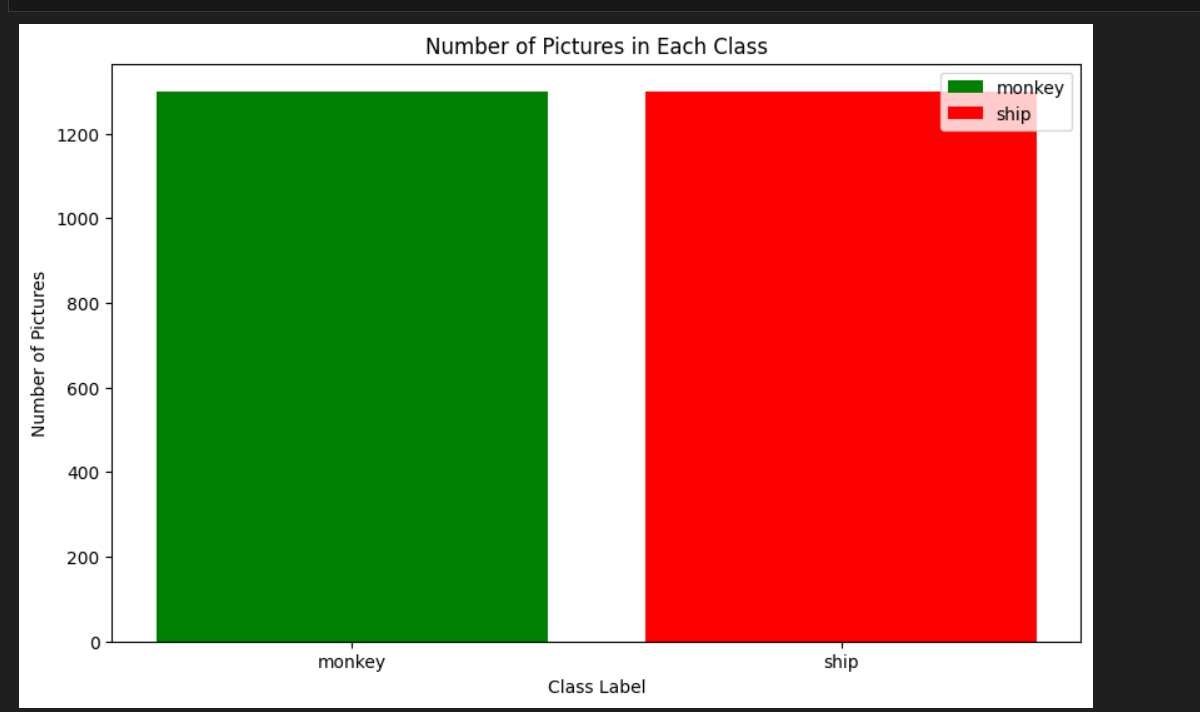 Number of Pictures in Each Class
monkey
ship
1200
1000
800
600
400
200
0
Number of Pictures
monkey
ship
Class Label